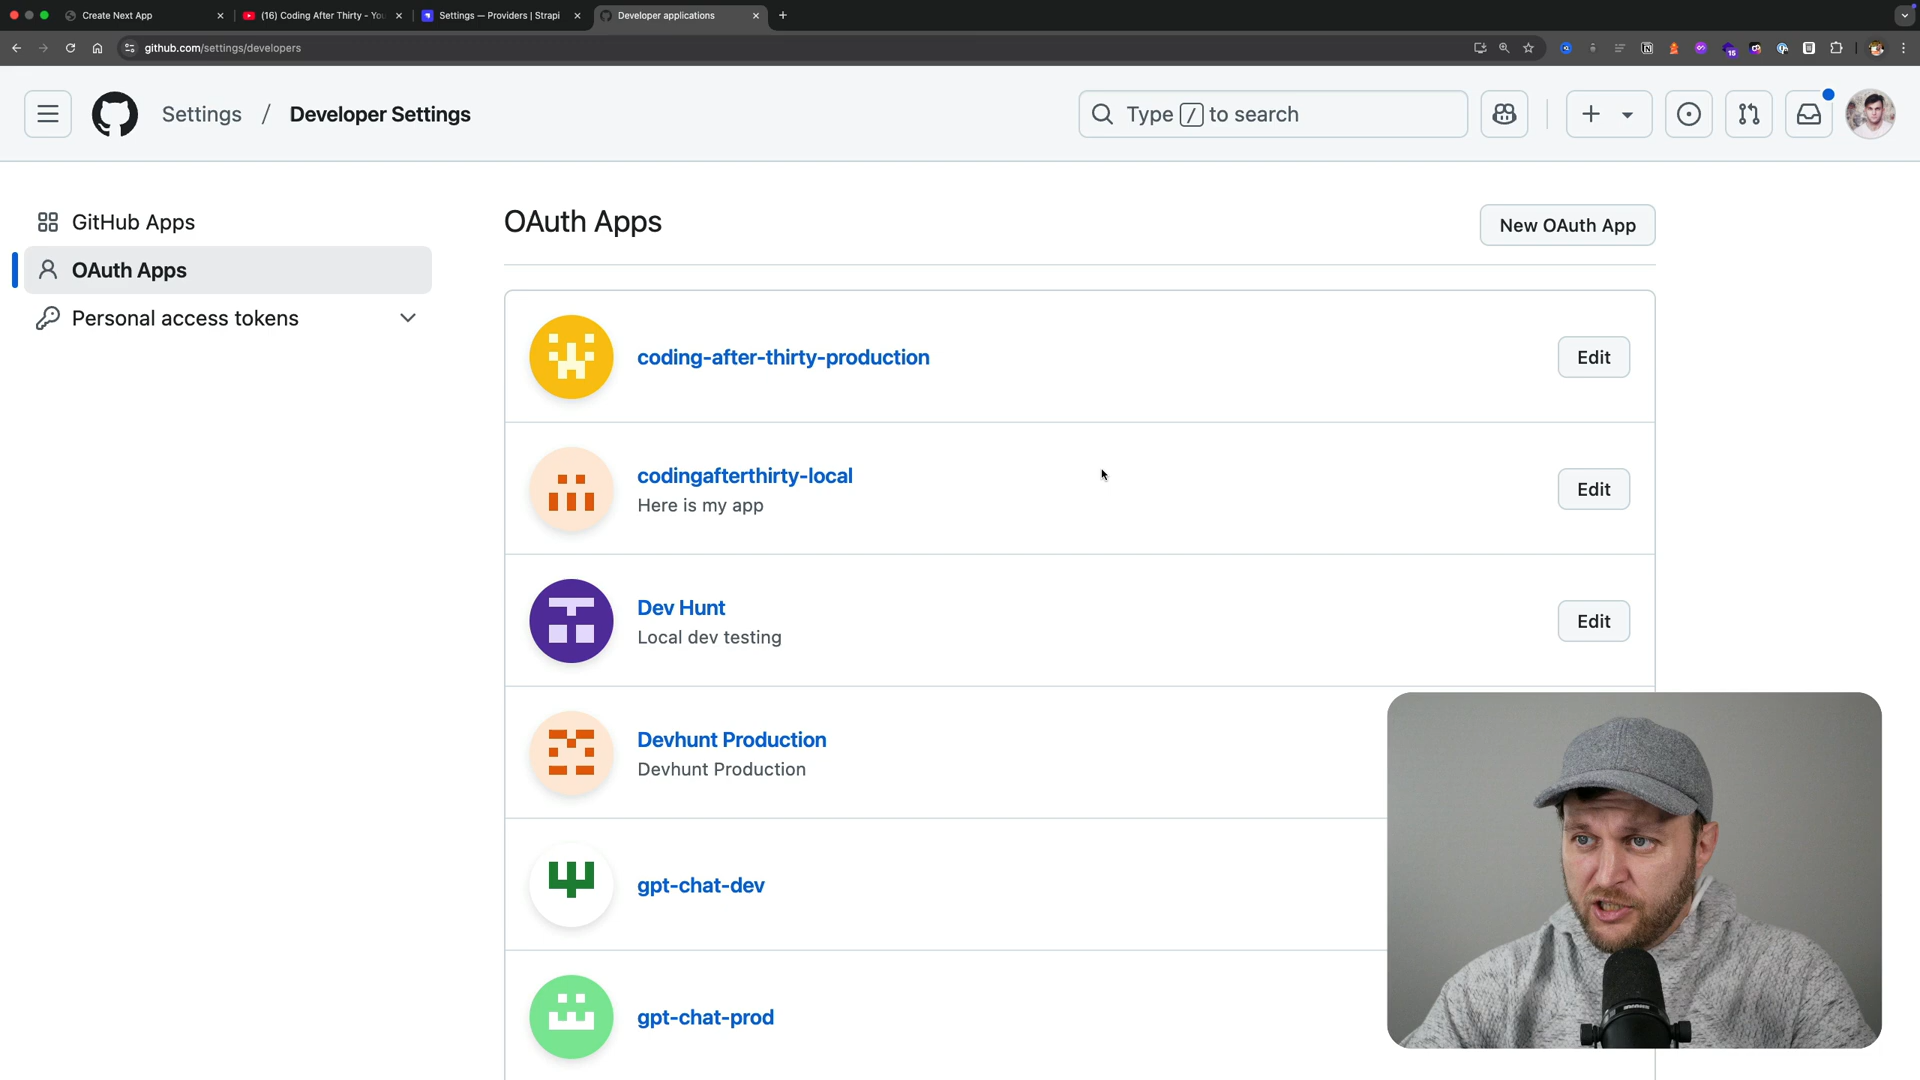 Create Next App
(16) Coding After Thirty - You
Settings — Providers | Strapi
Developer applications
github.com/settings/developers
15
Settings / Developer Settings
Type / to search
GitHub Apps
OAuth Apps
Personal access tokens
OAuth Apps
New OAuth App
coding-after-thirty-production
Edit
codingafterthirty-local
Here is my app
Edit
Dev Hunt
Local dev testing
Edit
Devhunt Production
Devhunt Production
gpt-chat-dev
gpt-chat-prod